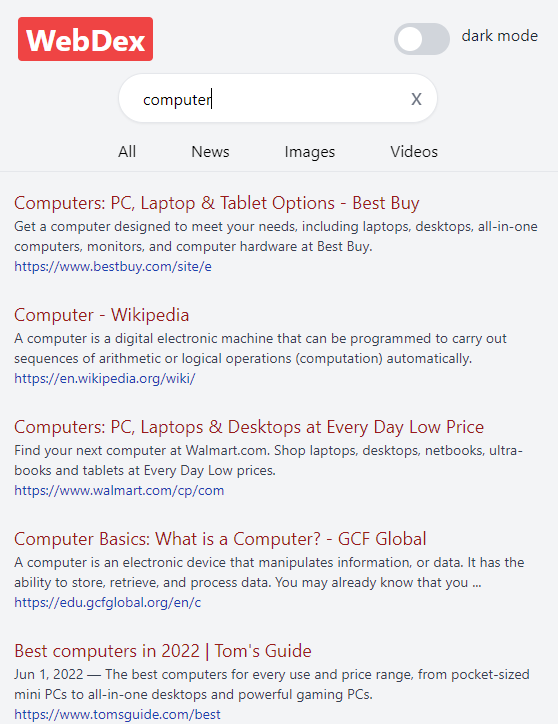 WebDex
dark mode
computer
X
All News Images Videos
Computers: PC, Laptop & Tablet Options - Best Buy
Get a computer designed to meet your needs, including laptops, desktops, all-in-one
computers, monitors, and computer hardware at Best Buy.
https://www.bestbuy.com/site/e
Computer - Wikipedia
A computer is a digital electronic machine that can be programmed to carry out
sequences of arithmetic or logical operations (computation) automatically.
https://en.wikipedia.org/wiki/
Computers: PC, Laptops & Desktops at Every Day Low Price
Find your next computer at Walmart.com. Shop laptops, desktops, netbooks, ultra-
books and tablets at Every Day Low prices.
https://www.walmart.com/cp/com
Computer Basics: What is a Computer? - GCF Global
A computer is an electronic device that manipulates information, or data. It has the
ability to store, retrieve, and process data. You may already know that you ...
https://edu.gcfglobal.org/en/c
Best computers in 2022 | Tom's Guide
Jun 1, 2022 — The best computers for every use and price range, from pocket-sized
mini PCs to all-in-one desktops and powerful gaming PCs.
https://www.tomsguide.com/best